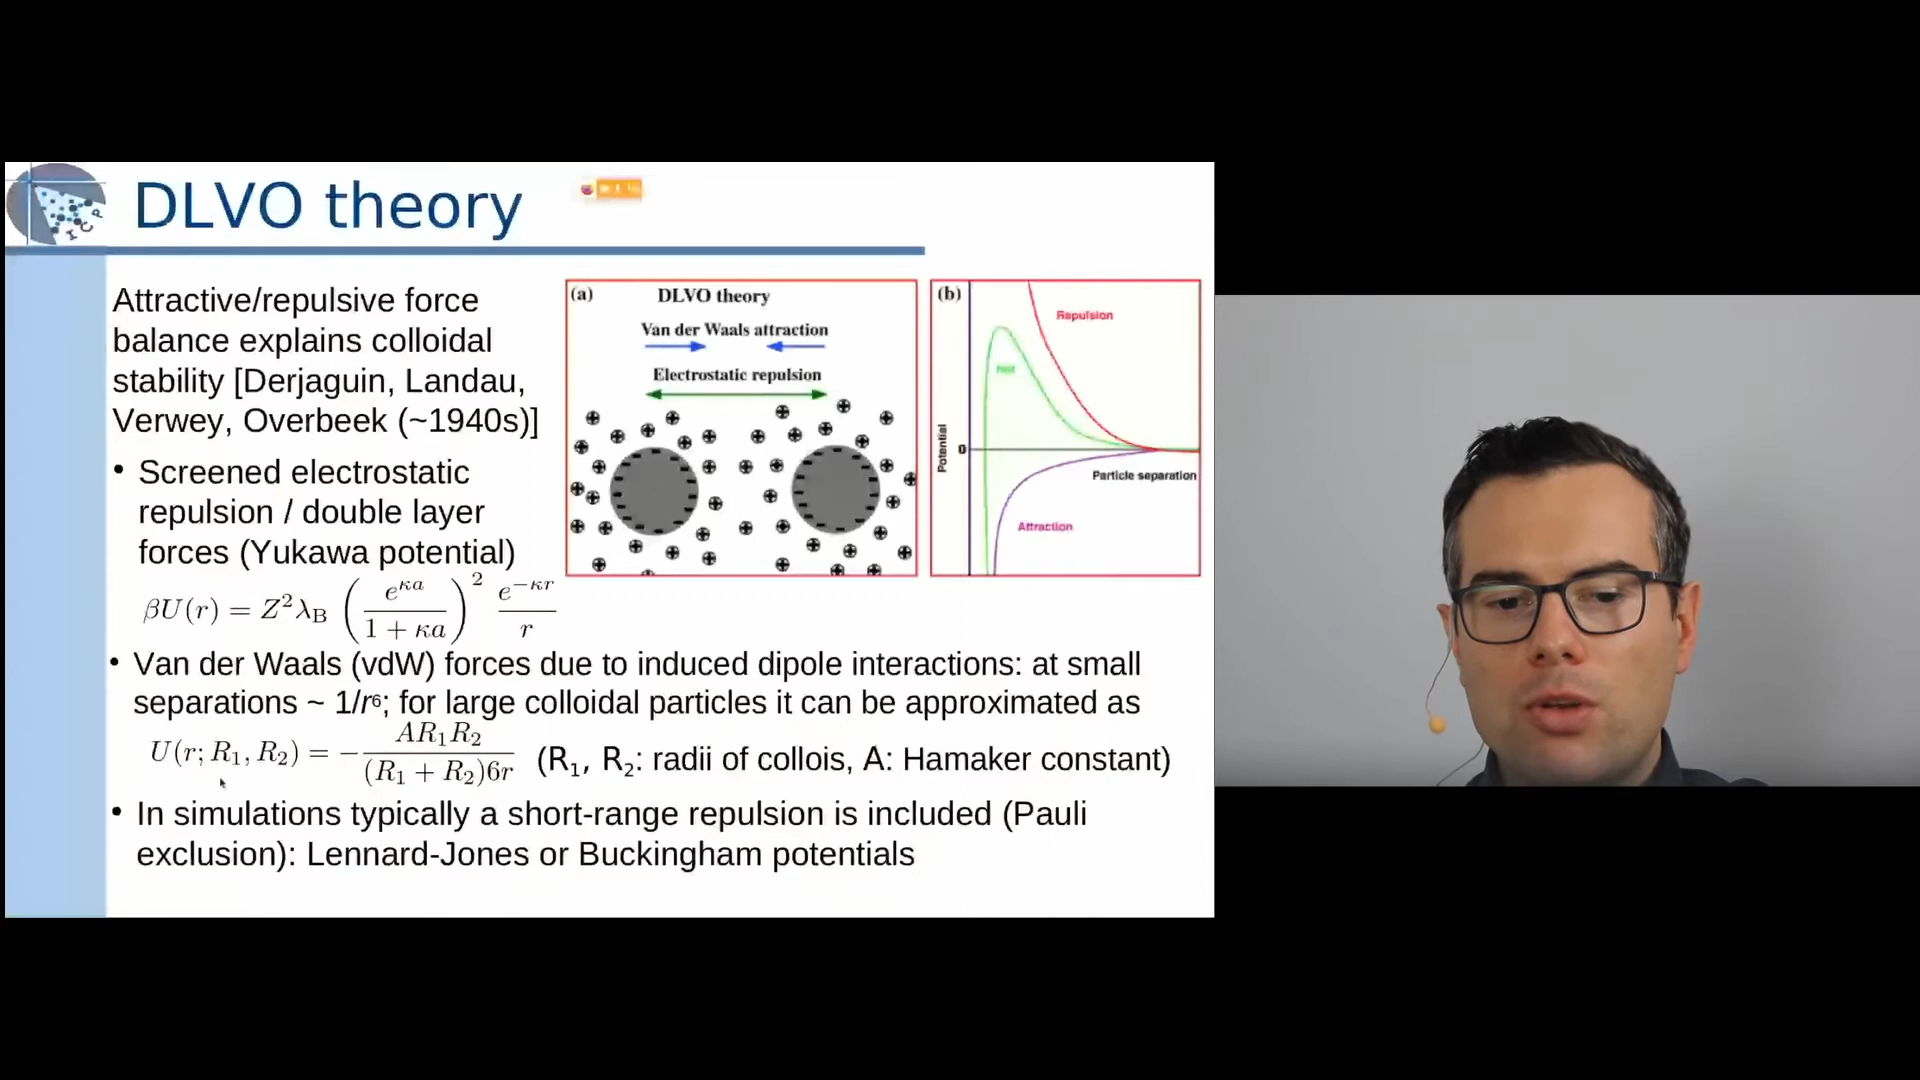 DLVO theory
I C P
Attractive/repulsive force
balance explains colloidal
stability [Derjaguin, Landau,
Verwey, Overbeek (~1940s)]
• Screened electrostatic
repulsion / double layer
forces (Yukawa potential)
βU(r) = Z²λ_B (e^{κa} / (1 + κa))² e^{−κr} / r
(a) DLVO theory
Van der Waals attraction
Electrostatic repulsion
(b)
Repulsion
Net
Potential
0
Particle separation
Attraction
• Van der Waals (vdW) forces due to induced dipole interactions: at small
separations ~ 1/r⁶; for large colloidal particles it can be approximated as
U(r; R₁, R₂) = − AR₁R₂ / (R₁ + R₂)6r (R₁, R₂: radii of collois, A: Hamaker constant)
• In simulations typically a short-range repulsion is included (Pauli
exclusion): Lennard-Jones or Buckingham potentials